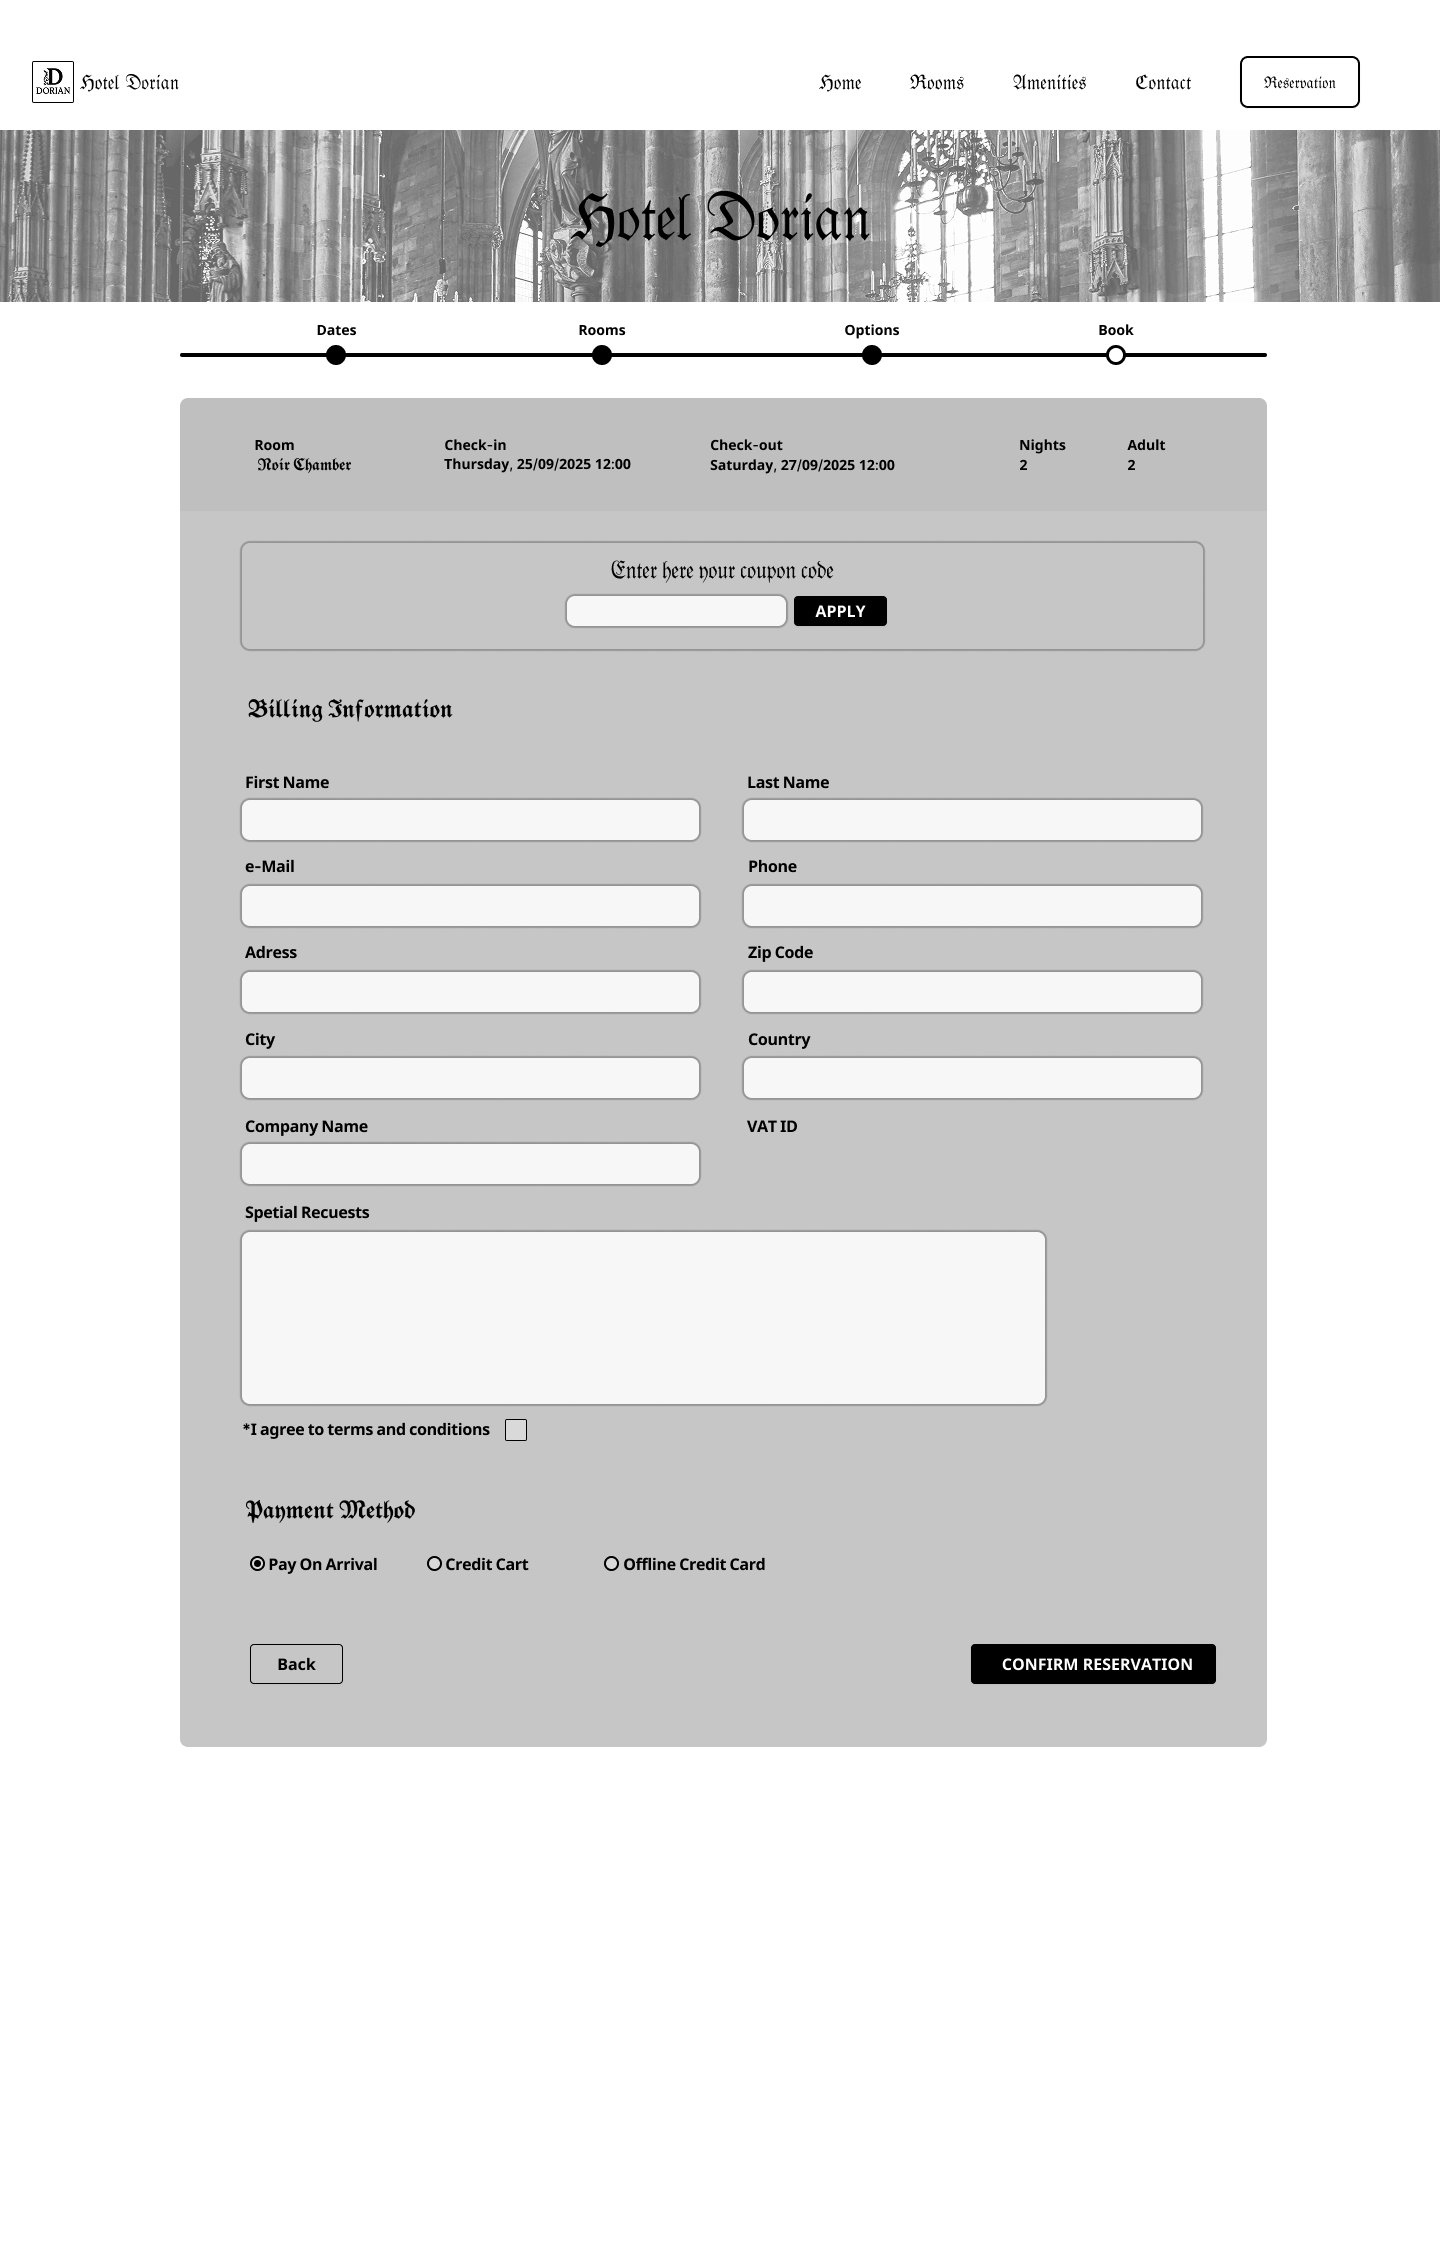 D
DORIAN
Hotel Dorian
Home
Rooms
Amenities
Contact
Reservation
Hotel Dorian
Dates
Rooms
Options
Book
Room
Noir Chamber
Check-in
Thursday, 25/09/2025 12:00
Check-out
Saturday, 27/09/2025 12:00
Nights
2
Adult
2
Enter here your coupon code
APPLY
Billing Information
First Name
Last Name
e-Mail
Phone
Adress
Zip Code
City
Country
Company Name
VAT ID
Spetial Recuests
*I agree to terms and conditions
Payment Method
Pay On Arrival
Credit Cart
Offline Credit Card
Back
CONFIRM RESERVATION